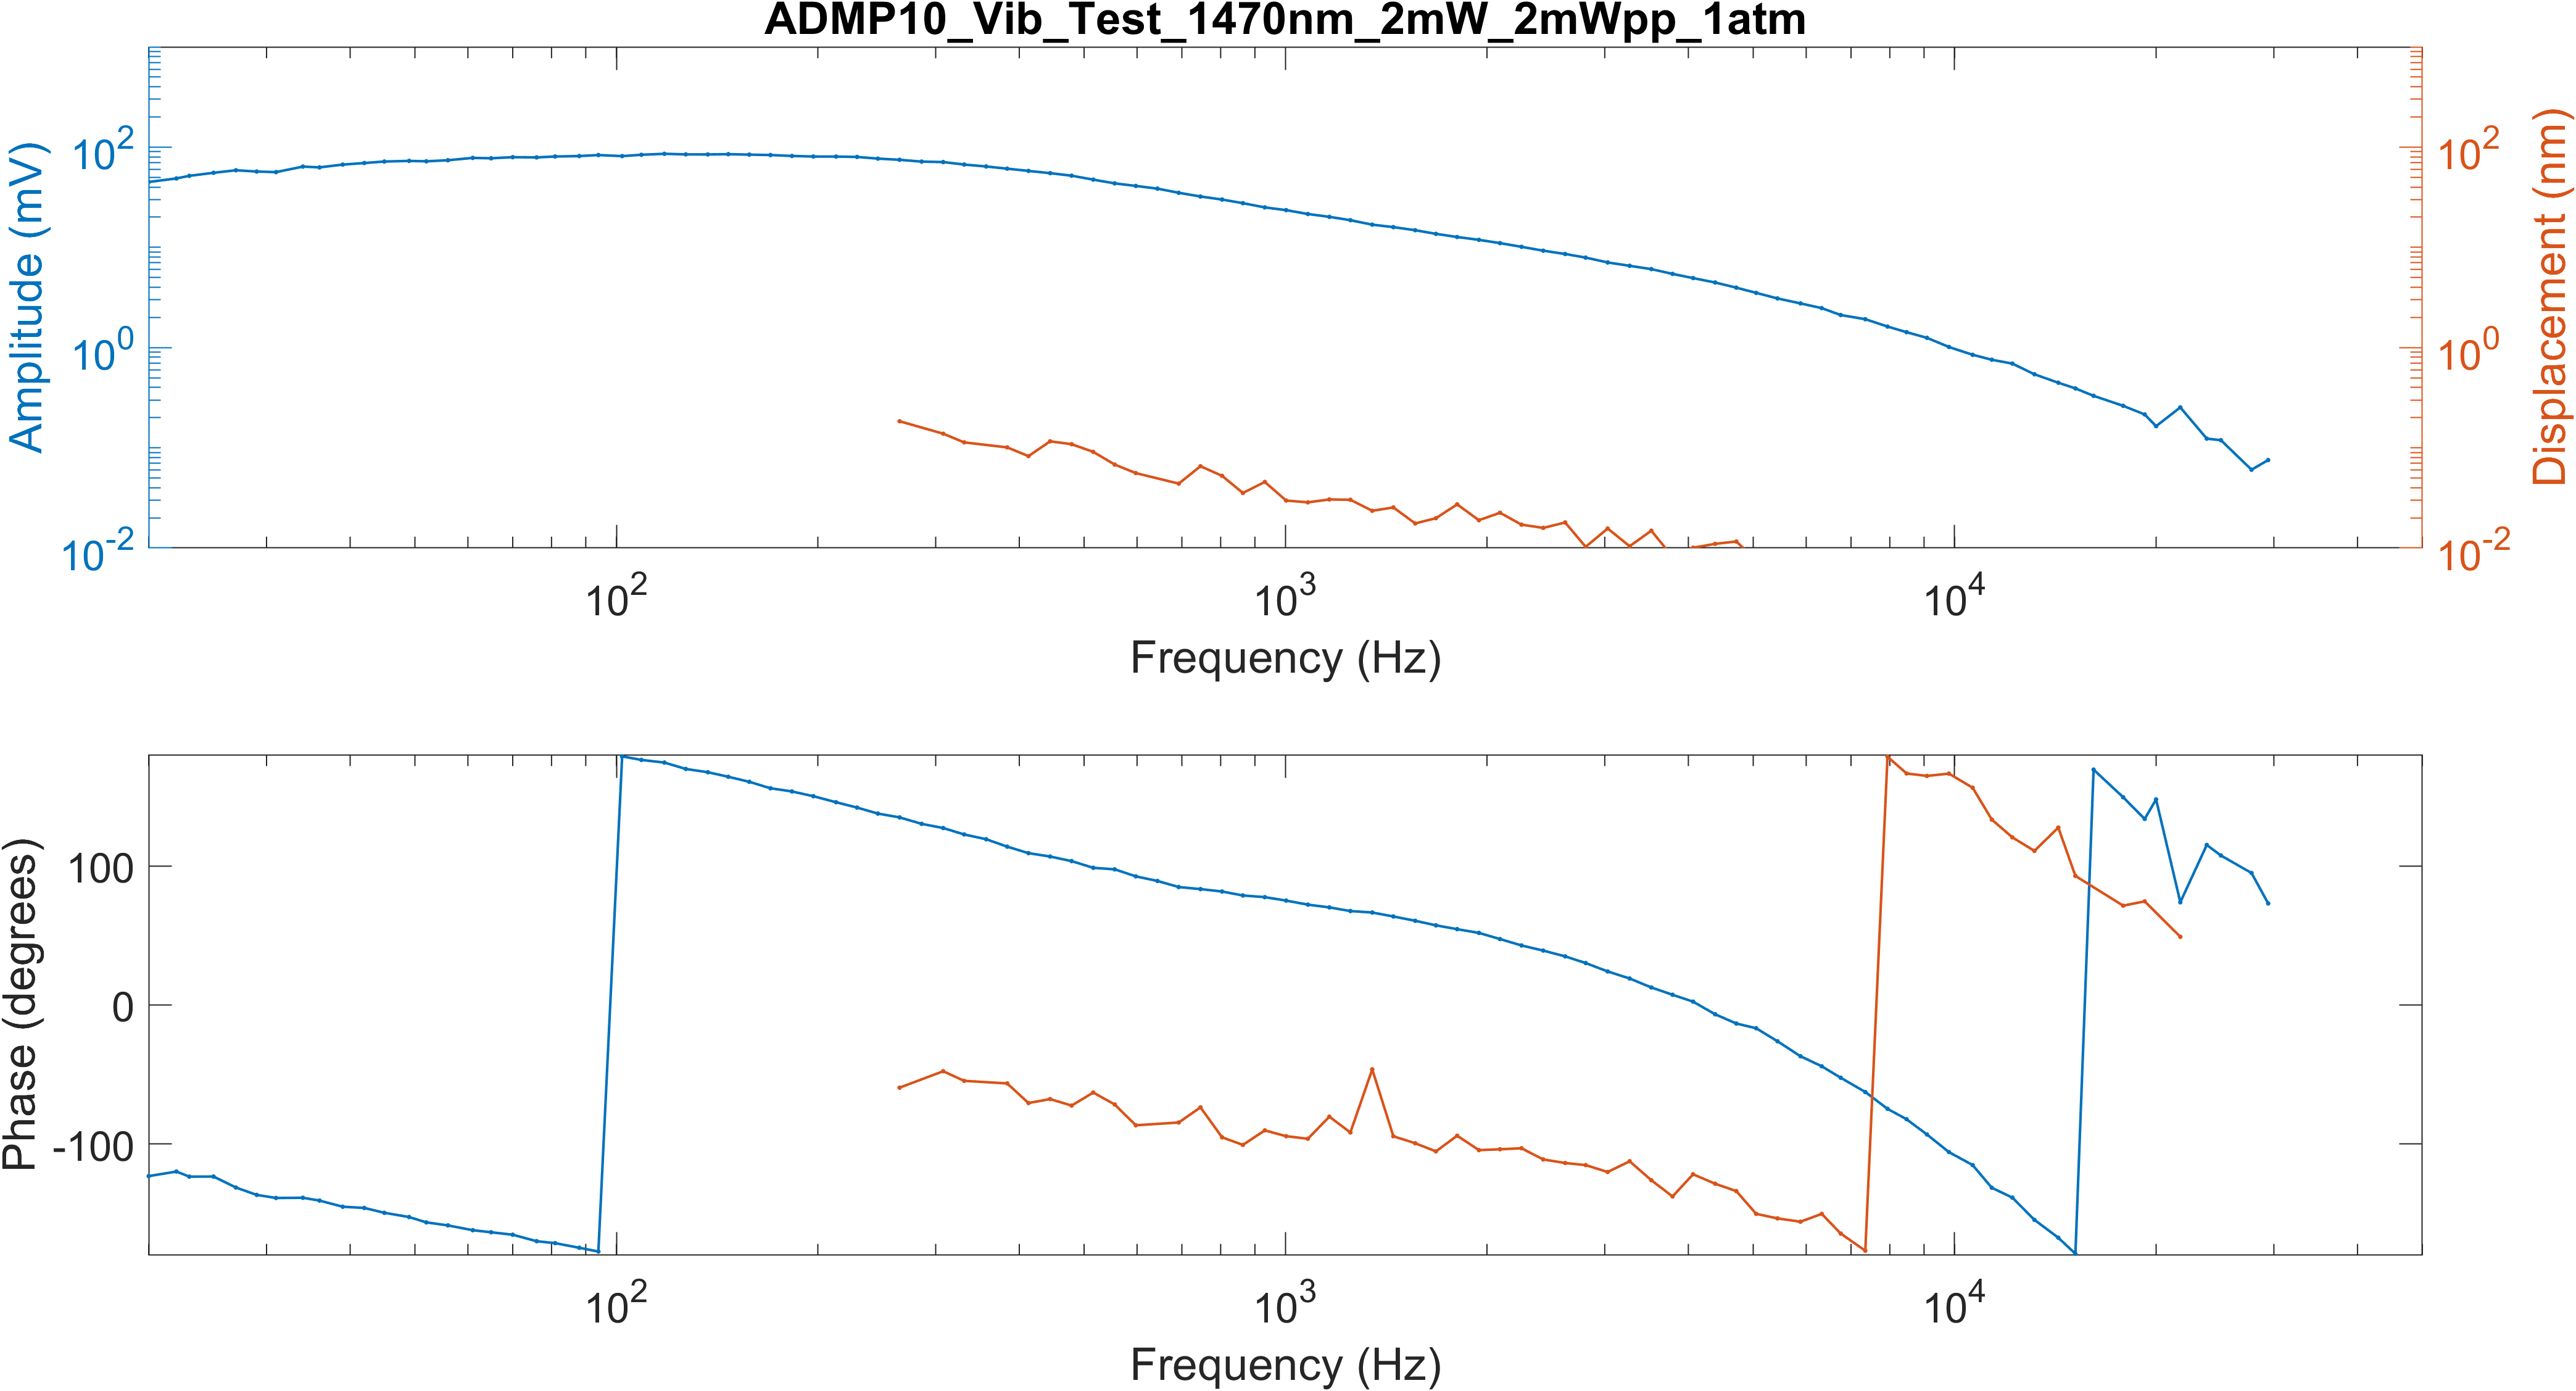 ADMP10_Vib_Test_1470nm_2mW_2mWpp_1atm
Amplitude (mV)
10^2
10^0
10^-2
Displacement (nm)
10^2
10^0
10^-2
10^2
10^3
10^4
Frequency (Hz)
Phase (degrees)
100
0
-100
10^2
10^3
10^4
Frequency (Hz)